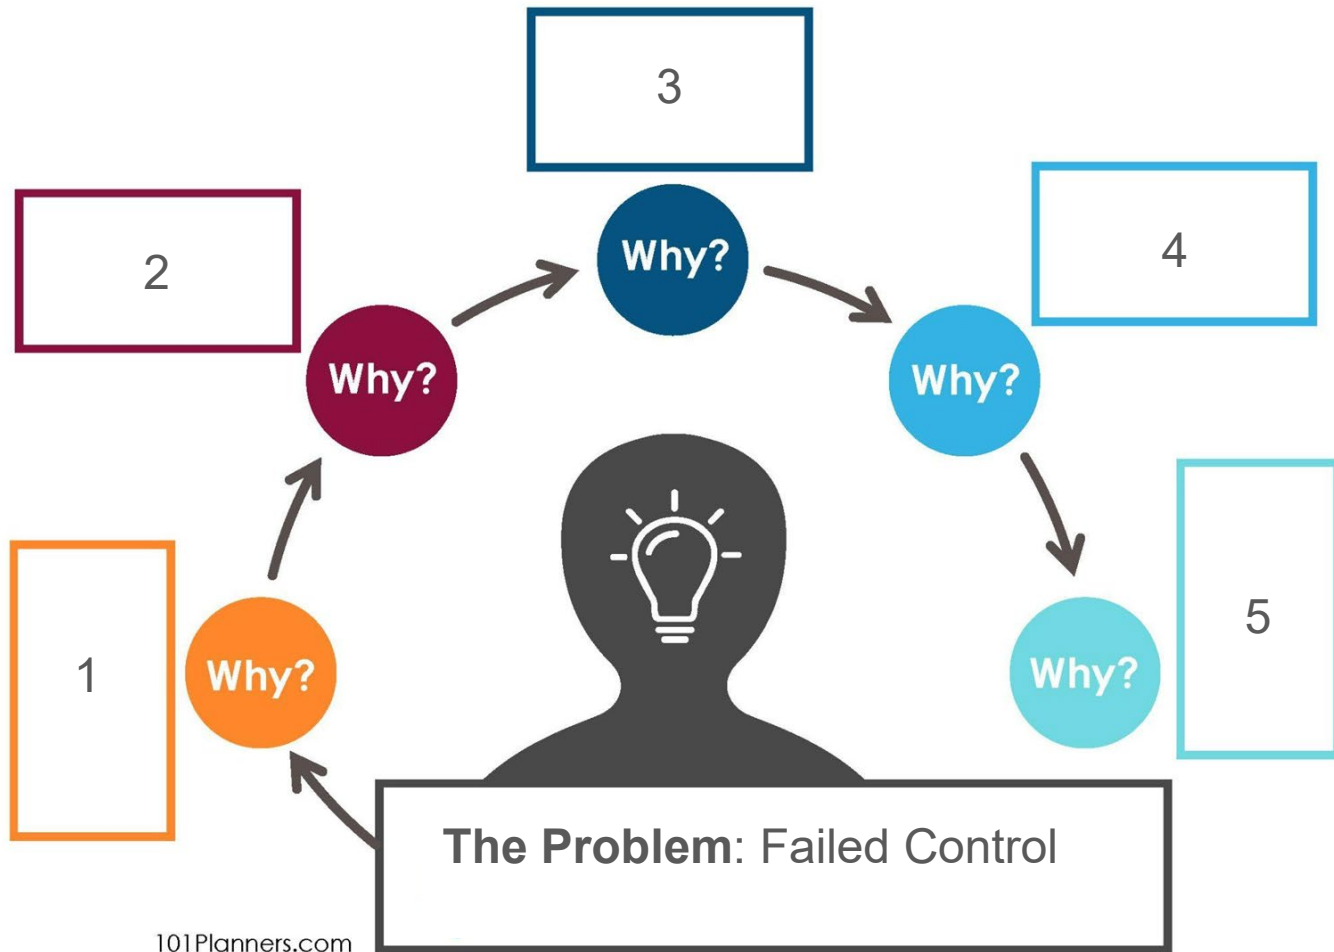 3
2
4
Why?
Why?
Why?
1
Why?
Why?
5
The Problem: Failed Control
101Planners.com